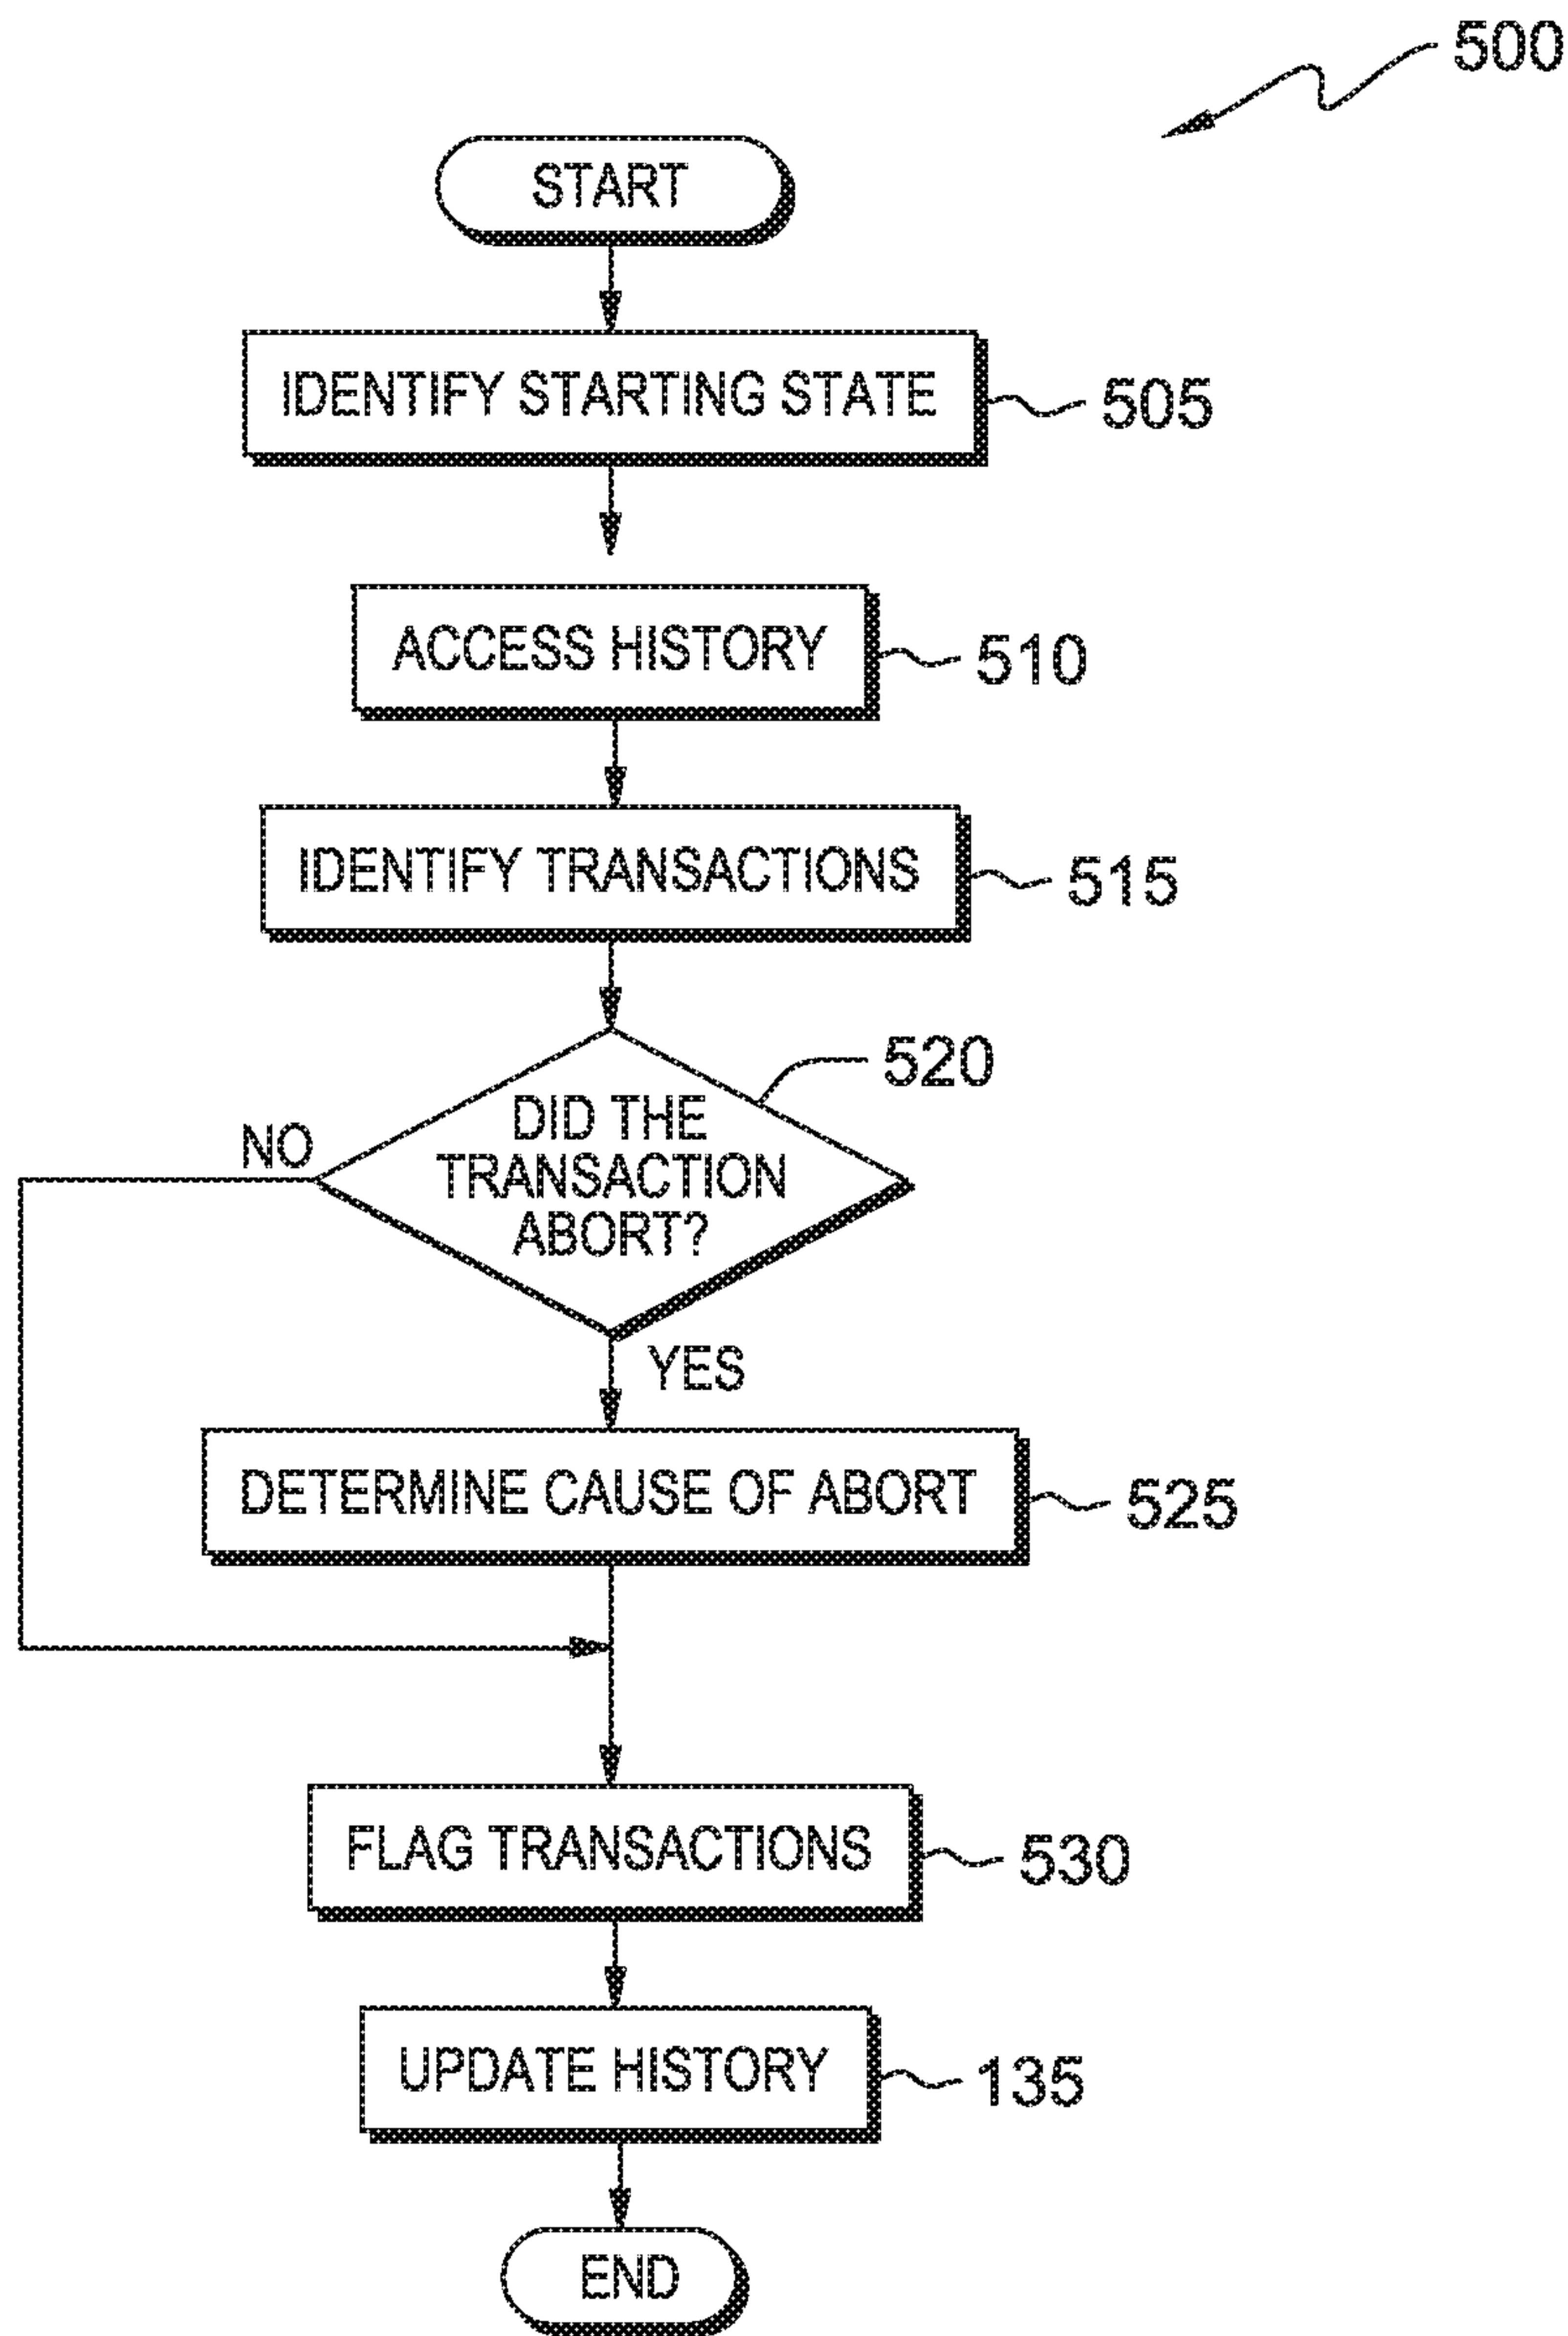 500
START
IDENTIFY STARTING STATE
505
ACCESS HISTORY
510
IDENTIFY TRANSACTIONS
515
520
DID THE
TRANSACTION
ABORT?
NO
YES
DETERMINE CAUSE OF ABORT
525
FLAG TRANSACTIONS
530
UPDATE HISTORY
135
END